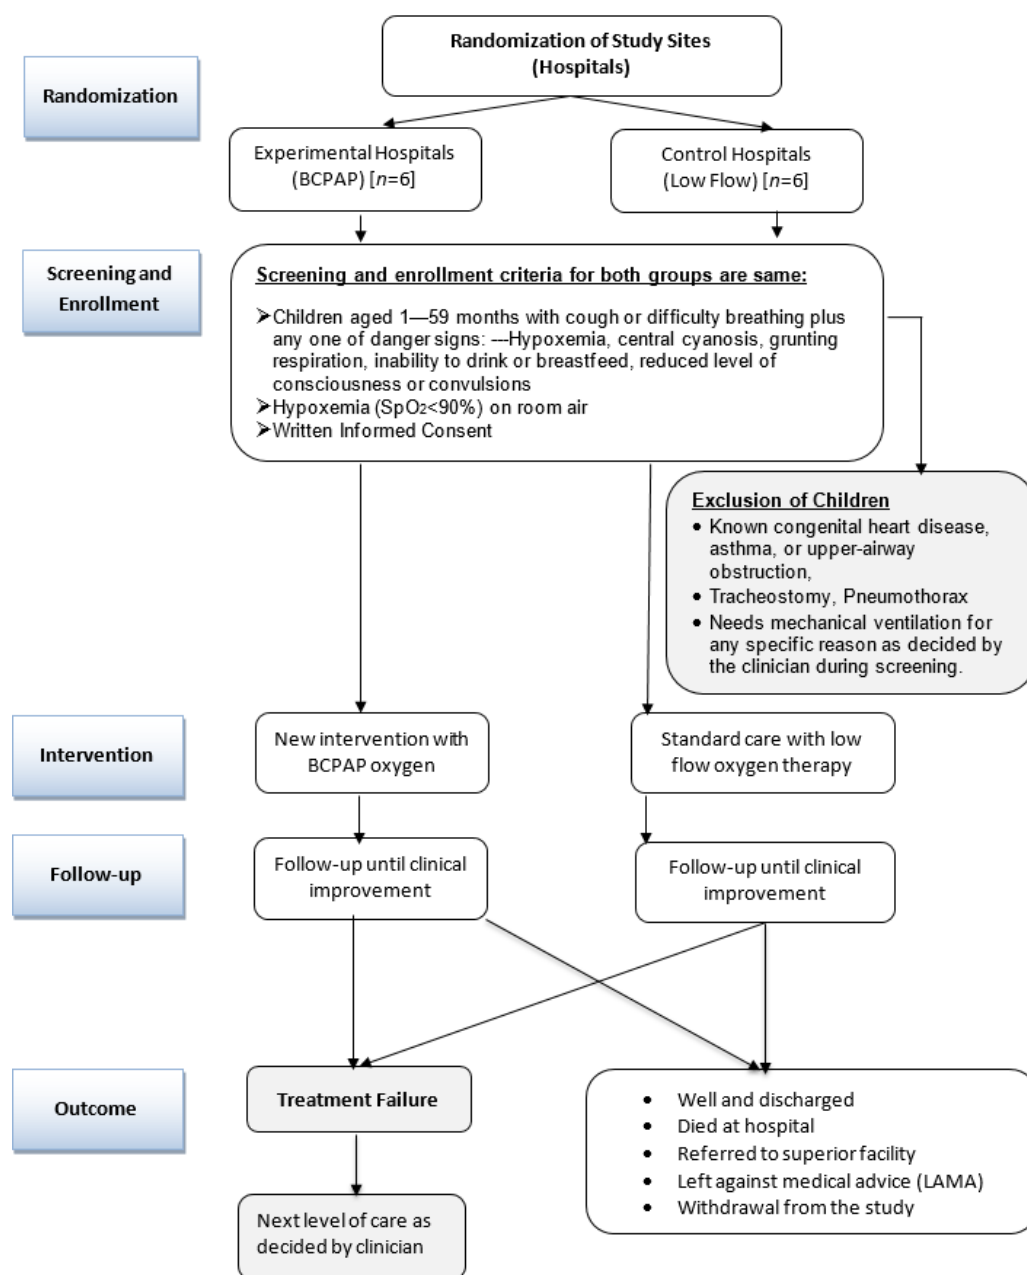 Randomization of Study Sites
(Hospitals)
Randomization
Experimental Hospitals
(BCPAP) [n=6]
Control Hospitals
(Low Flow) [n=6]
Screening and
Enrollment
Screening and enrollment criteria for both groups are same:
➤Children aged 1—59 months with cough or difficulty breathing plus
any one of danger signs: ---Hypoxemia, central cyanosis, grunting
respiration, inability to drink or breastfeed, reduced level of
consciousness or convulsions
➤Hypoxemia (SpO₂<90%) on room air
➤Written Informed Consent
Exclusion of Children
• Known congenital heart disease,
asthma, or upper-airway
obstruction,
• Tracheostomy, Pneumothorax
• Needs mechanical ventilation for
any specific reason as decided by
the clinician during screening.
Intervention
New intervention with
BCPAP oxygen
Standard care with low
flow oxygen therapy
Follow-up
Follow-up until clinical
improvement
Follow-up until clinical
improvement
Outcome
Treatment Failure
• Well and discharged
• Died at hospital
• Referred to superior facility
• Left against medical advice (LAMA)
• Withdrawal from the study
Next level of care as
decided by clinician